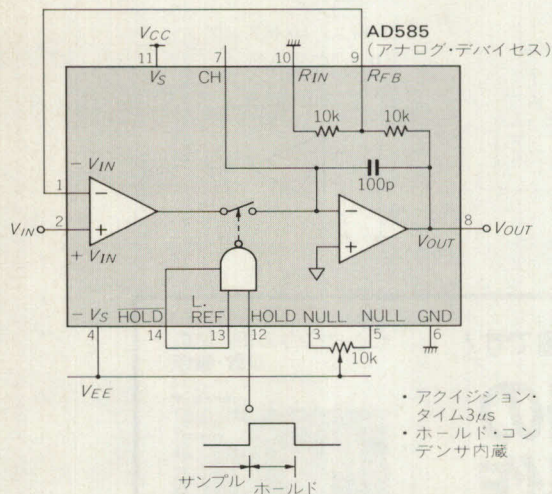 AD585
(アナログ・デバイセス)
VCC
11
VS
7
CH
10
RIN
9
RFB
10k
10k
100p
− VIN
1
VIN
2
+ VIN
8
VOUT
VOUT
− VS
4
HOLD
14
L.
REF
13
HOLD
12
NULL
3
NULL
5
GND
6
10k
VEE
サンプル
ホールド
・アクイジション・
タイム3μs
・ホールド・コン
デンサ内蔵